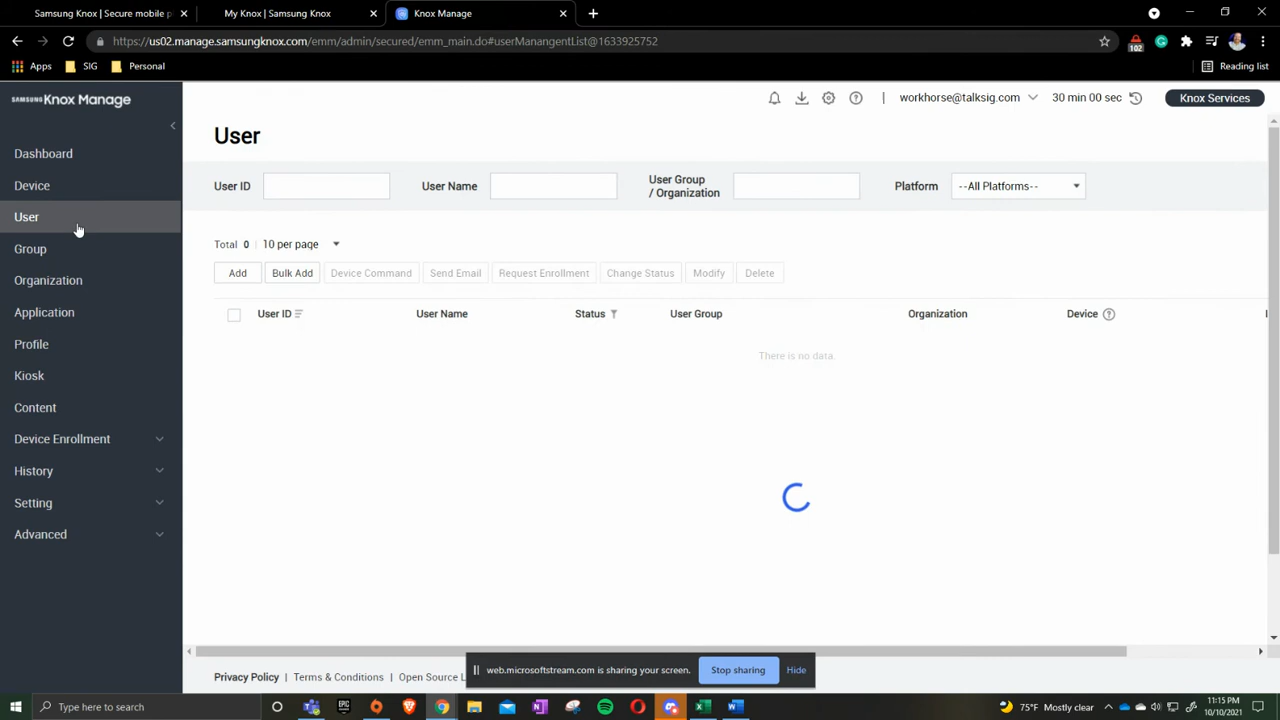 Samsung Knox | Secure mobile p
My Knox | Samsung Knox
Knox Manage
https://us02.manage.samsungknox.com/emm/admin/secured/emm_main.do#userManangentList@1633925752
102
Apps
SIG
Personal
Reading list
SAMSUNG Knox Manage
workhorse@talksig.com
30 min 00 sec
Knox Services
Dashboard
Device
User
Group
Organization
Application
Profile
Kiosk
Content
Device Enrollment
History
Setting
Advanced
User
User ID
User Name
User Group
/ Organization
Platform
--All Platforms--
Total 0
10 per page
Add
Bulk Add
Device Command
Send Email
Request Enrollment
Change Status
Modify
Delete
User ID
User Name
Status
User Group
Organization
Device
There is no data.
web.microsoftstream.com is sharing your screen.
Stop sharing
Hide
Privacy Policy
Terms & Conditions
Open Source L
Type here to search
EPIC
75°F Mostly clear
11:15 PM
10/10/2021